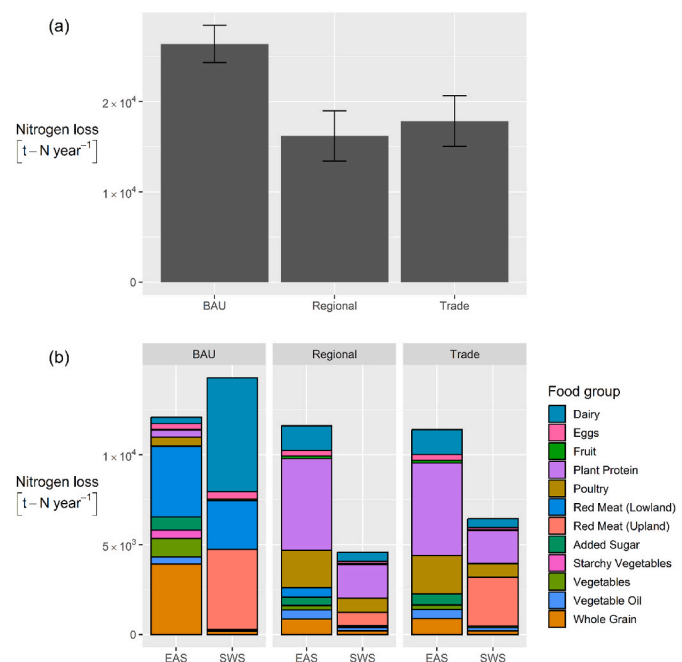 (a)
2 × 10⁴
Nitrogen loss
[t − N year⁻¹]
1 × 10⁴
0
BAU Regional Trade
(b)
BAU Regional Trade
Food group
Dairy
Eggs
1 × 10⁴
Fruit
Plant Protein
Nitrogen loss
Poultry
[t − N year⁻¹]
Red Meat (Lowland)
Red Meat (Upland)
5 × 10³
Added Sugar
Starchy Vegetables
Vegetables
Vegetable Oil
Whole Grain
0
EAS SWS EAS SWS EAS SWS